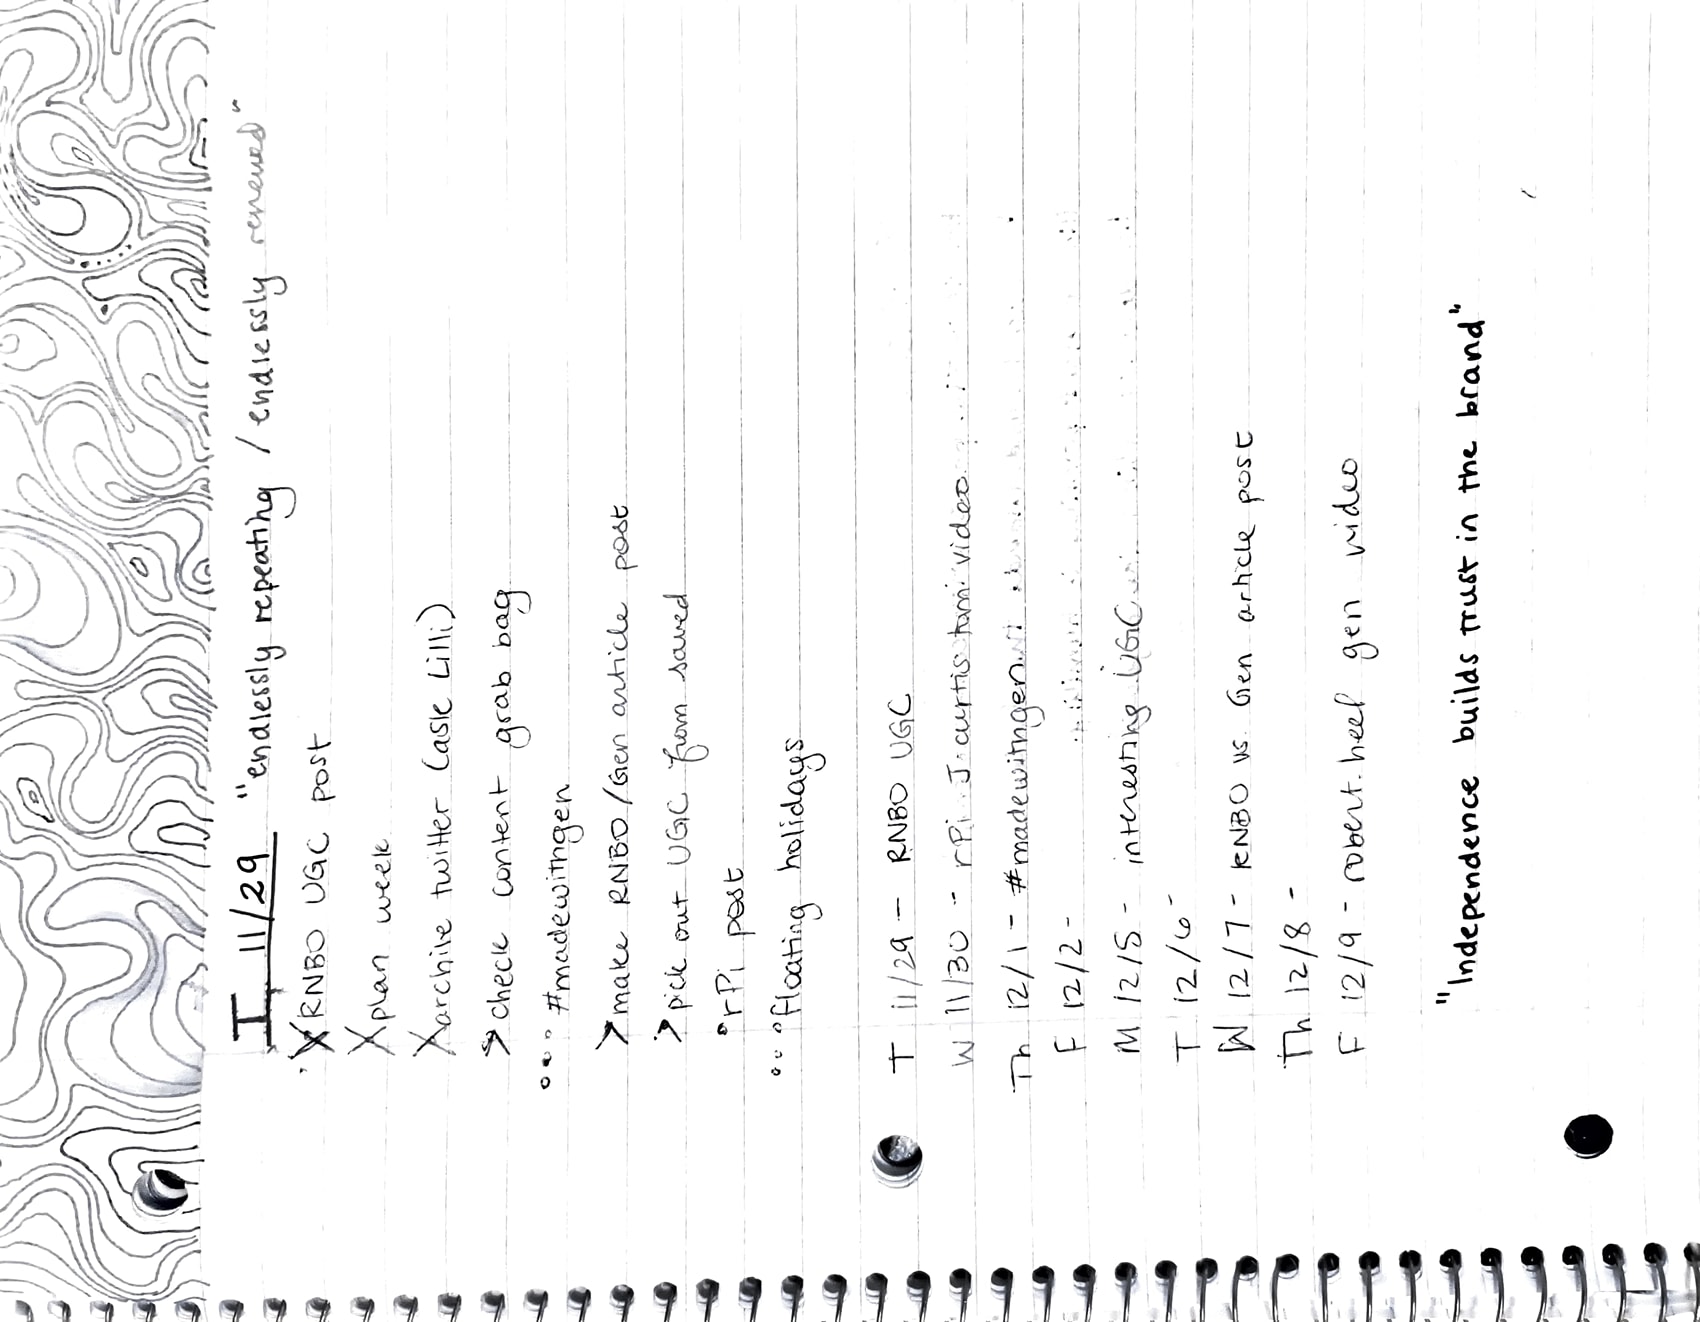 T 11/29 "endlessly repeating / endlessly renewed"
X RNBO UGC post
X plan week
X archive twitter (ask Lilli)
> check content grab bag
°°° #madewithgen
> make RNBO/Gen article post
> pick out UGC from saved
° rPi post
°°° floating holidays
T 11/29 - RNBO UGC
W 11/30 - rPi J. curtis tomi video
Th 12/1 - #madewithgen
F 12/2 -
M 12/5 - interesting UGC
T 12/6 -
W 12/7 - RNBO vs. Gen article post
Th 12/8 -
F 12/9 - robert.heel gen video
"Independence builds trust in the brand"